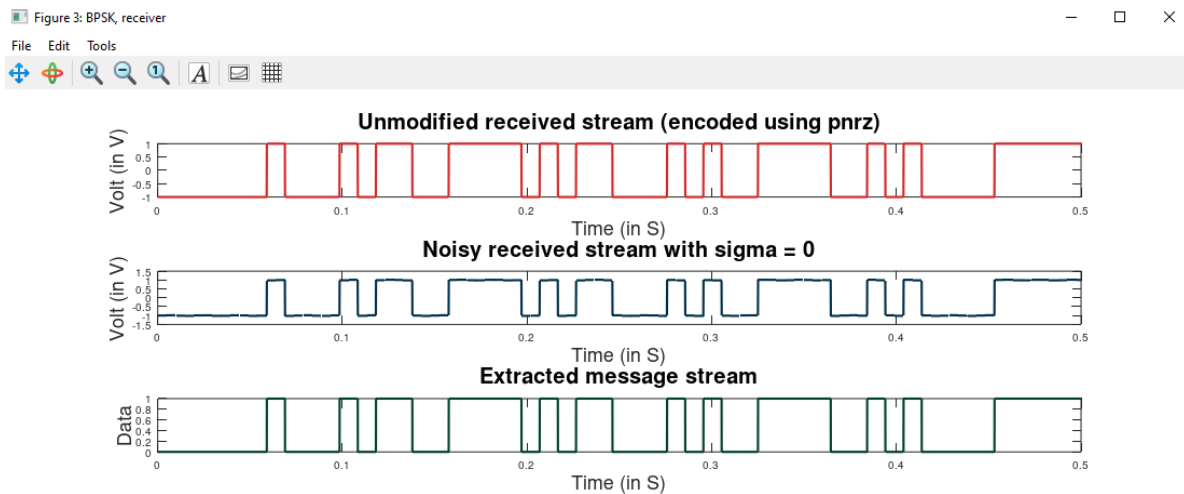 Figure 3: BPSK, receiver
File Edit Tools
1 A
Unmodified received stream (encoded using pnrz)
Volt (in V)
1
0.5
0
-0.5
-1
0 0.1 0.2 0.3 0.4 0.5
Time (in S)
Noisy received stream with sigma = 0
Volt (in V)
1.5
1
0.5
0
-0.5
-1
-1.5
0 0.1 0.2 0.3 0.4 0.5
Time (in S)
Extracted message stream
Data
1
0.8
0.6
0.4
0.2
0
0 0.1 0.2 0.3 0.4 0.5
Time (in S)